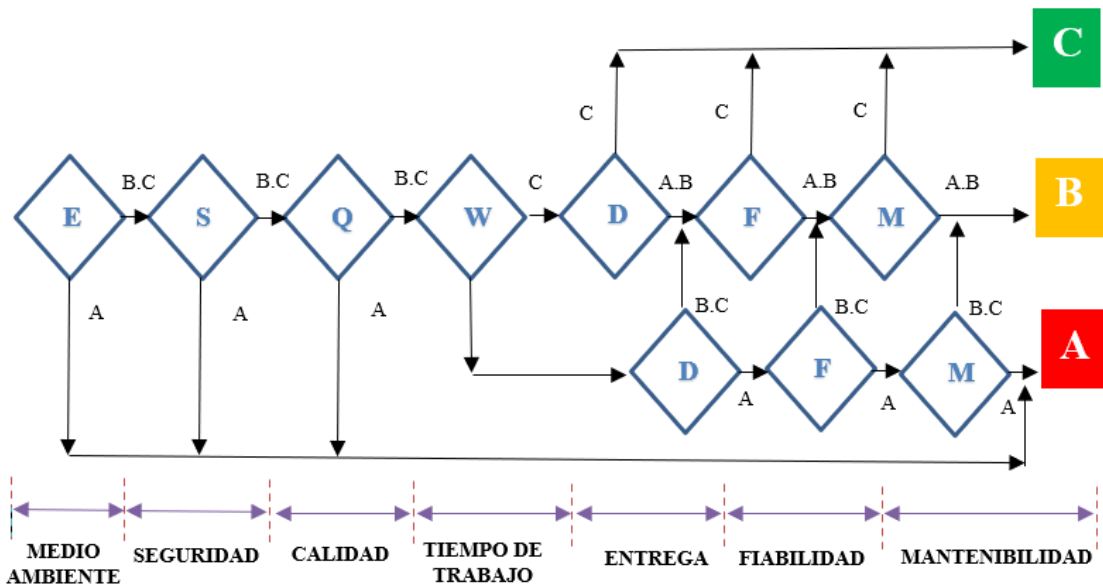 C
C
C
C
B.C
B.C
B.C
C
A.B
A.B
A.B
E
S
Q
W
D
F
M
B
A
A
A
B.C
B.C
B.C
D
F
M
A
A
A
A
MEDIO
AMBIENTE
SEGURIDAD
CALIDAD
TIEMPO DE
TRABAJO
ENTREGA
FIABILIDAD
MANTENIBILIDAD